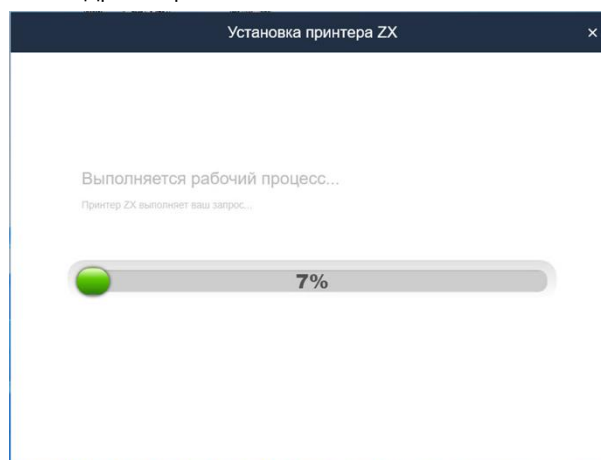 Установка принтера ZX
×
Выполняется рабочий процесс...
Принтер ZX выполняет ваш запрос...
7%